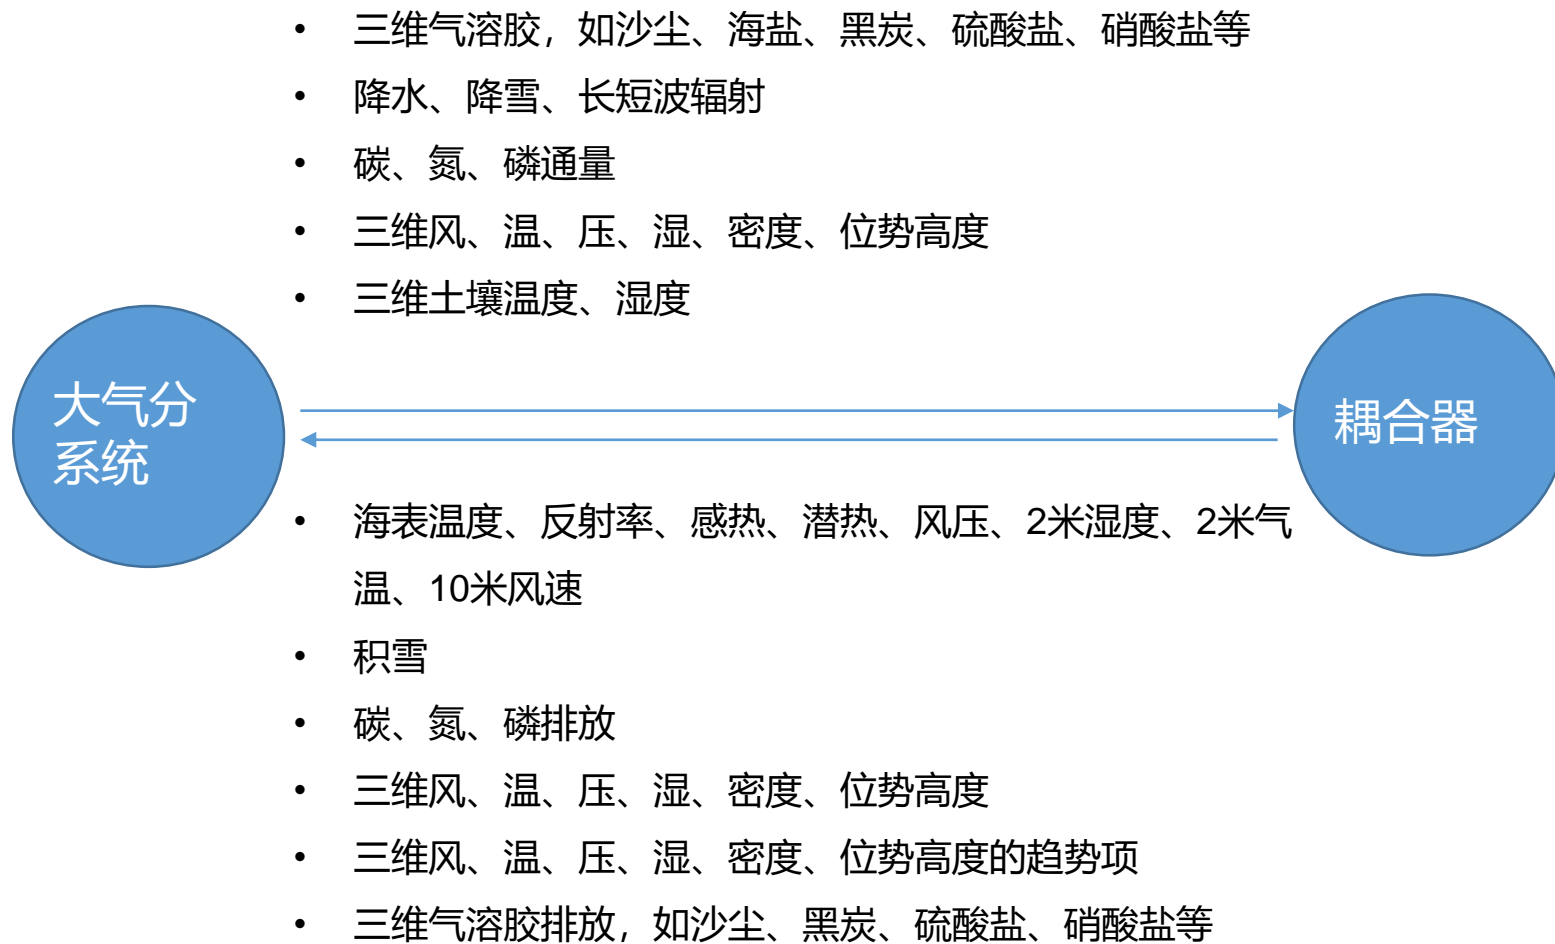 • 三维气溶胶，如沙尘、海盐、黑炭、硫酸盐、硝酸盐等
• 降水、降雪、长短波辐射
• 碳、氮、磷通量
• 三维风、温、压、湿、密度、位势高度
• 三维土壤温度、湿度
大气分
系统
耦合器
• 海表温度、反射率、感热、潜热、风压、2米湿度、2米气
温、10米风速
• 积雪
• 碳、氮、磷排放
• 三维风、温、压、湿、密度、位势高度
• 三维风、温、压、湿、密度、位势高度的趋势项
• 三维气溶胶排放，如沙尘、黑炭、硫酸盐、硝酸盐等